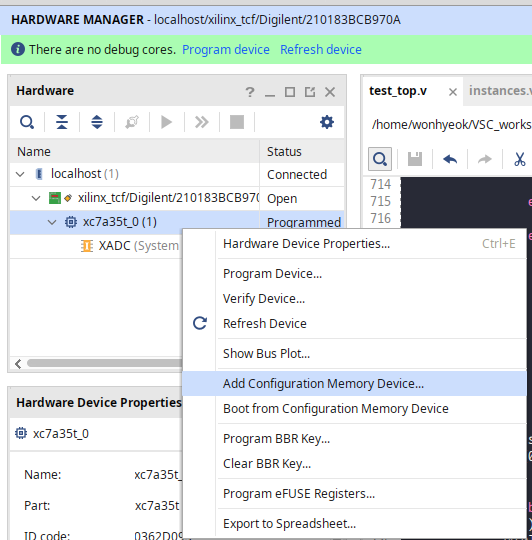 HARDWARE MANAGER - localhost/xilinx_tcf/Digilent/210183BCB970A
There are no debug cores. Program device Refresh device
Hardware ? _
Name Status
localhost (1) Connected
xilinx_tcf/Digilent/210183BCB970 Open
xc7a35t_0 (1) Programmed
XADC (System
Hardware Device Properties... Ctrl+E
Program Device...
Verify Device...
Refresh Device
Show Bus Plot...
Add Configuration Memory Device...
Boot from Configuration Memory Device
Program BBR Key...
Clear BBR Key...
Program eFUSE Registers...
Export to Spreadsheet...
Hardware Device Properties
xc7a35t_0
Name: xc7a35t_
Part: xc7a35t
ID code: 0362D09
test_top.v × instances.v
/home/wonhyeok/VSC_works
714
715 e
716 e